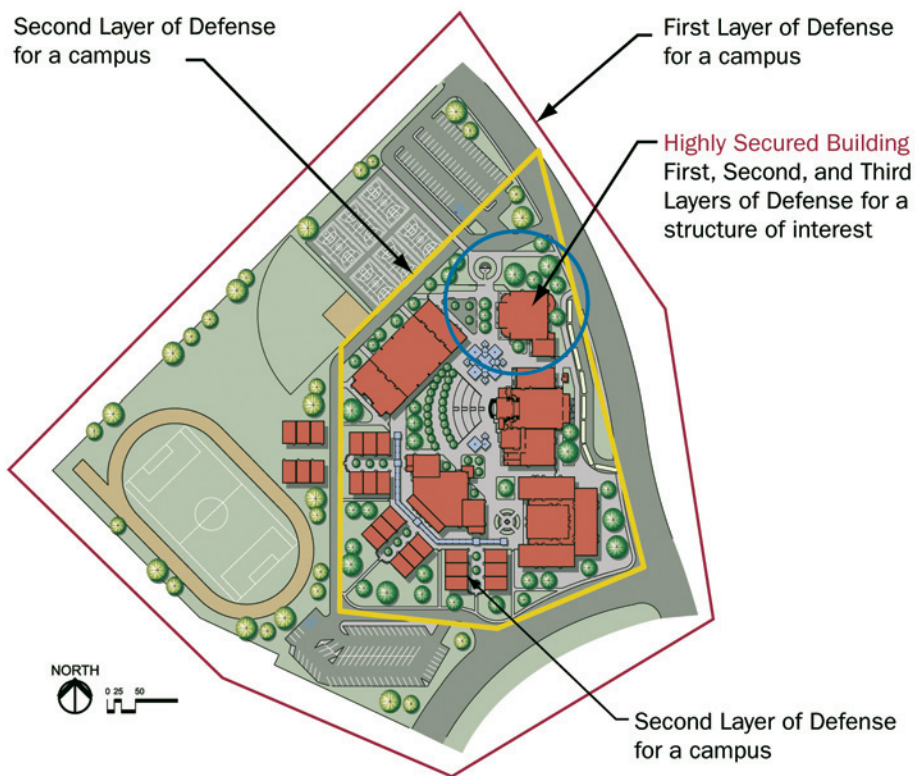 Second Layer of Defense
for a campus
First Layer of Defense
for a campus
Highly Secured Building
First, Second, and Third
Layers of Defense for a
structure of interest
NORTH
0 25 50
Second Layer of Defense
for a campus